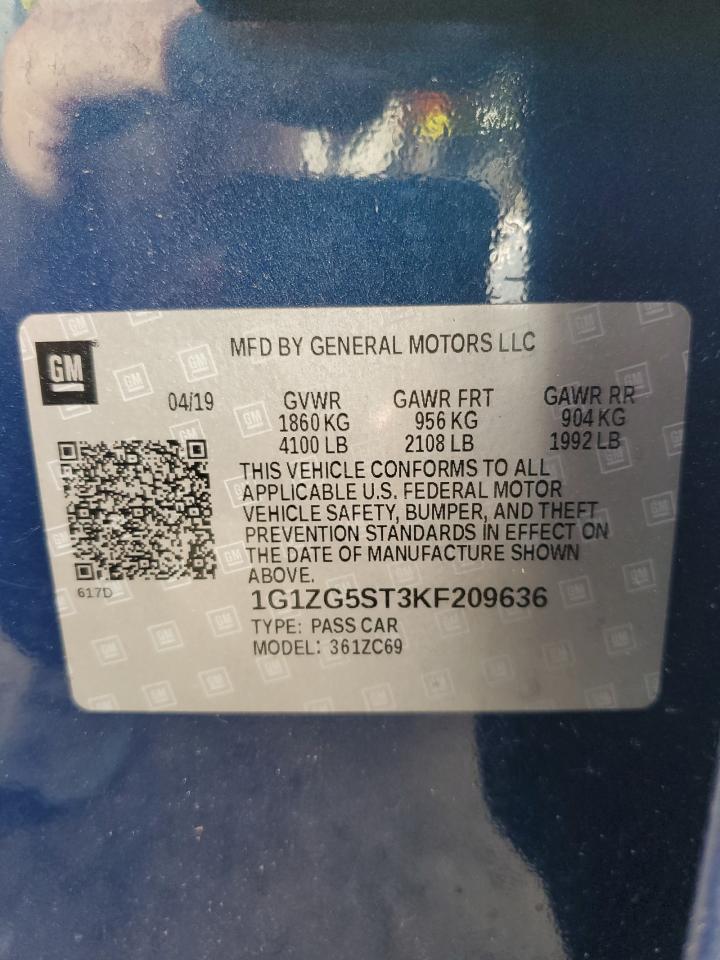 GM
MFD BY GENERAL MOTORS LLC
04/19 GVWR GAWR FRT GAWR RR
1860 KG 956 KG 904 KG
4100 LB 2108 LB 1992 LB
THIS VEHICLE CONFORMS TO ALL
APPLICABLE U.S. FEDERAL MOTOR
VEHICLE SAFETY, BUMPER, AND THEFT
PREVENTION STANDARDS IN EFFECT ON
THE DATE OF MANUFACTURE SHOWN
ABOVE.
617D
1G1ZG5ST3KF209636
TYPE: PASS CAR
MODEL: 361ZC69